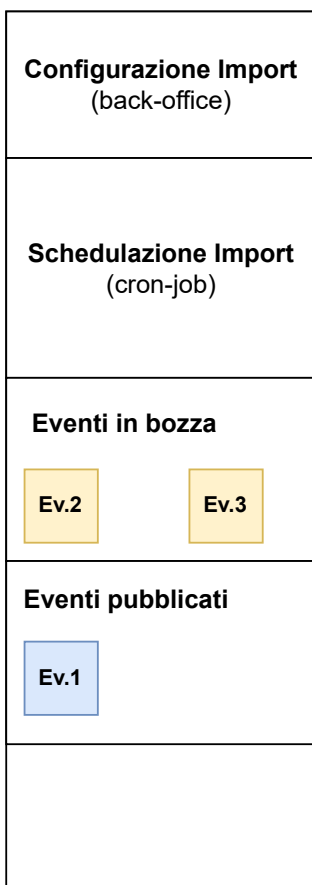 Configurazione Import
(back-office)
Schedulazione Import
(cron-job)
Eventi in bozza
Ev.2
Ev.3
Eventi pubblicati
Ev.1